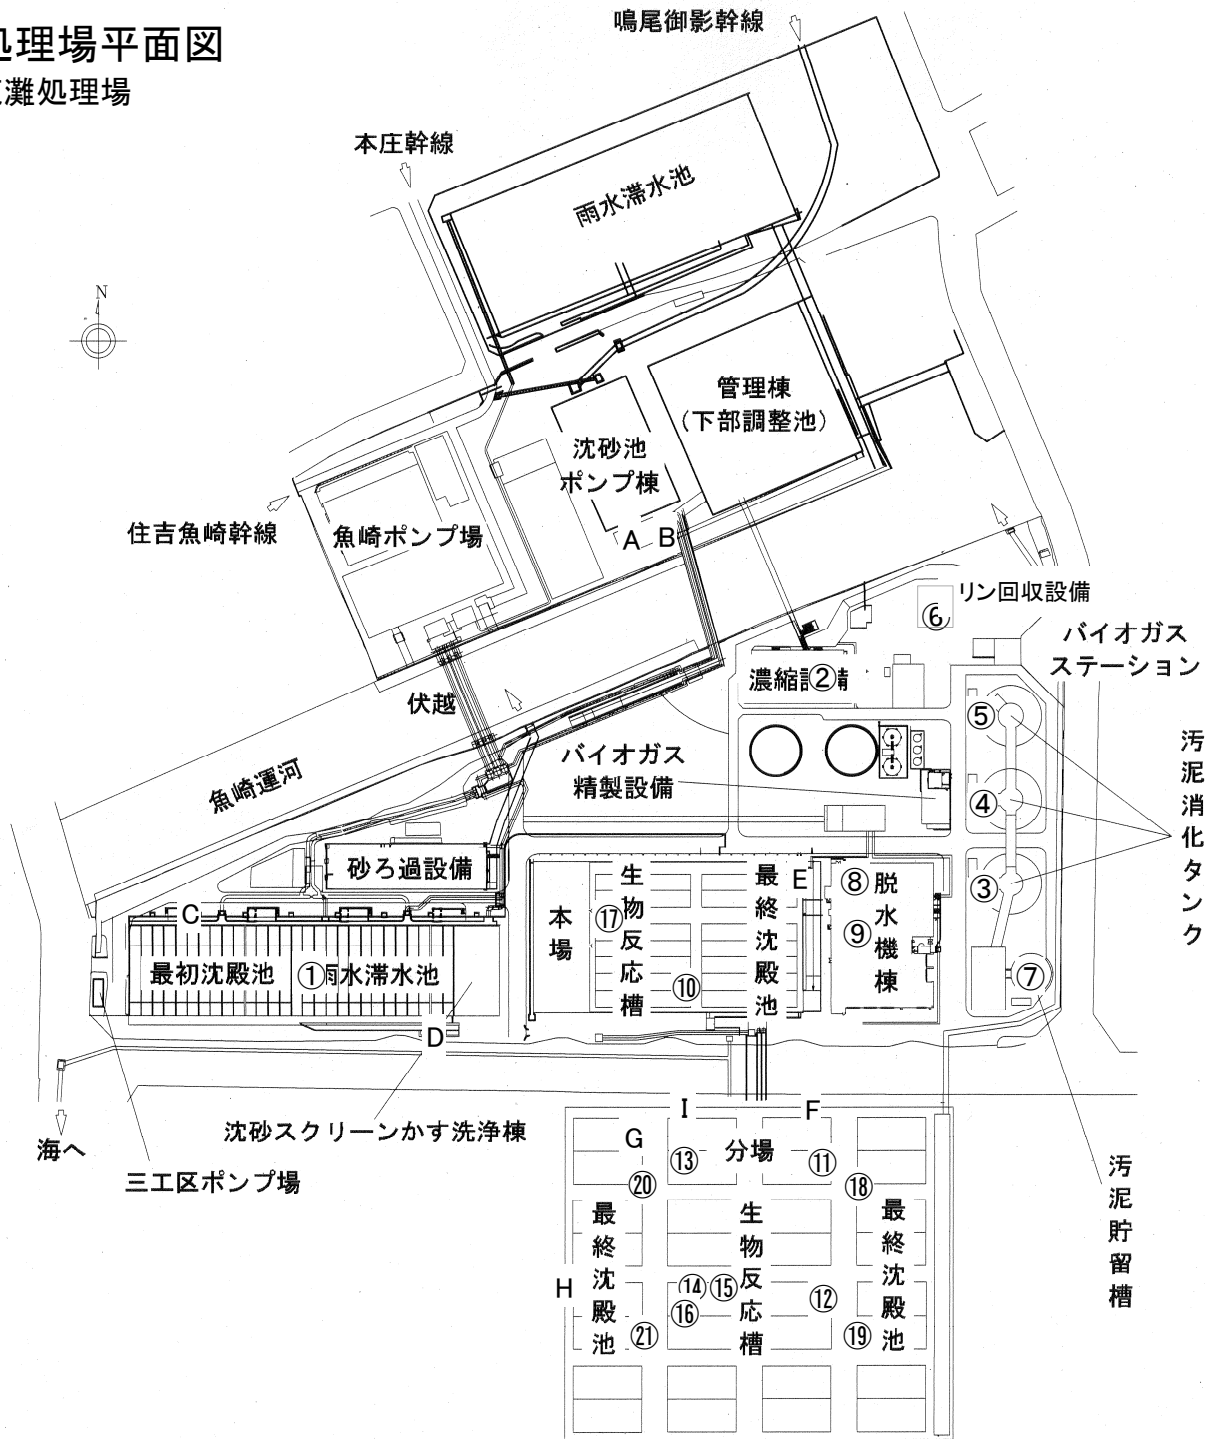 処理場平面図
灘処理場
鳴尾御影幹線
本庄幹線
雨水滞水池
N
管理棟
(下部調整池)
沈砂池
ポンプ棟
住吉魚崎幹線
魚崎ポンプ場
A
B
リン回収設備
⑥
バイオガス
ステーション
濃縮設備
②
伏越
⑤
バイオガス
精製設備
魚崎運河
④
汚泥消化タンク
砂ろ過設備
③
生物反応槽
最終沈殿池
E
⑧
脱水機棟
C
本場
⑰
⑨
最初沈殿池
①
雨水滞水池
⑩
⑦
D
I
F
沈砂スクリーンかす洗浄棟
G
分場
海へ
⑬
⑪
三工区ポンプ場
⑳
⑱
汚泥貯留槽
最終沈殿池
生物反応槽
最終沈殿池
H
⑭
⑮
⑫
⑯
㉑
⑲